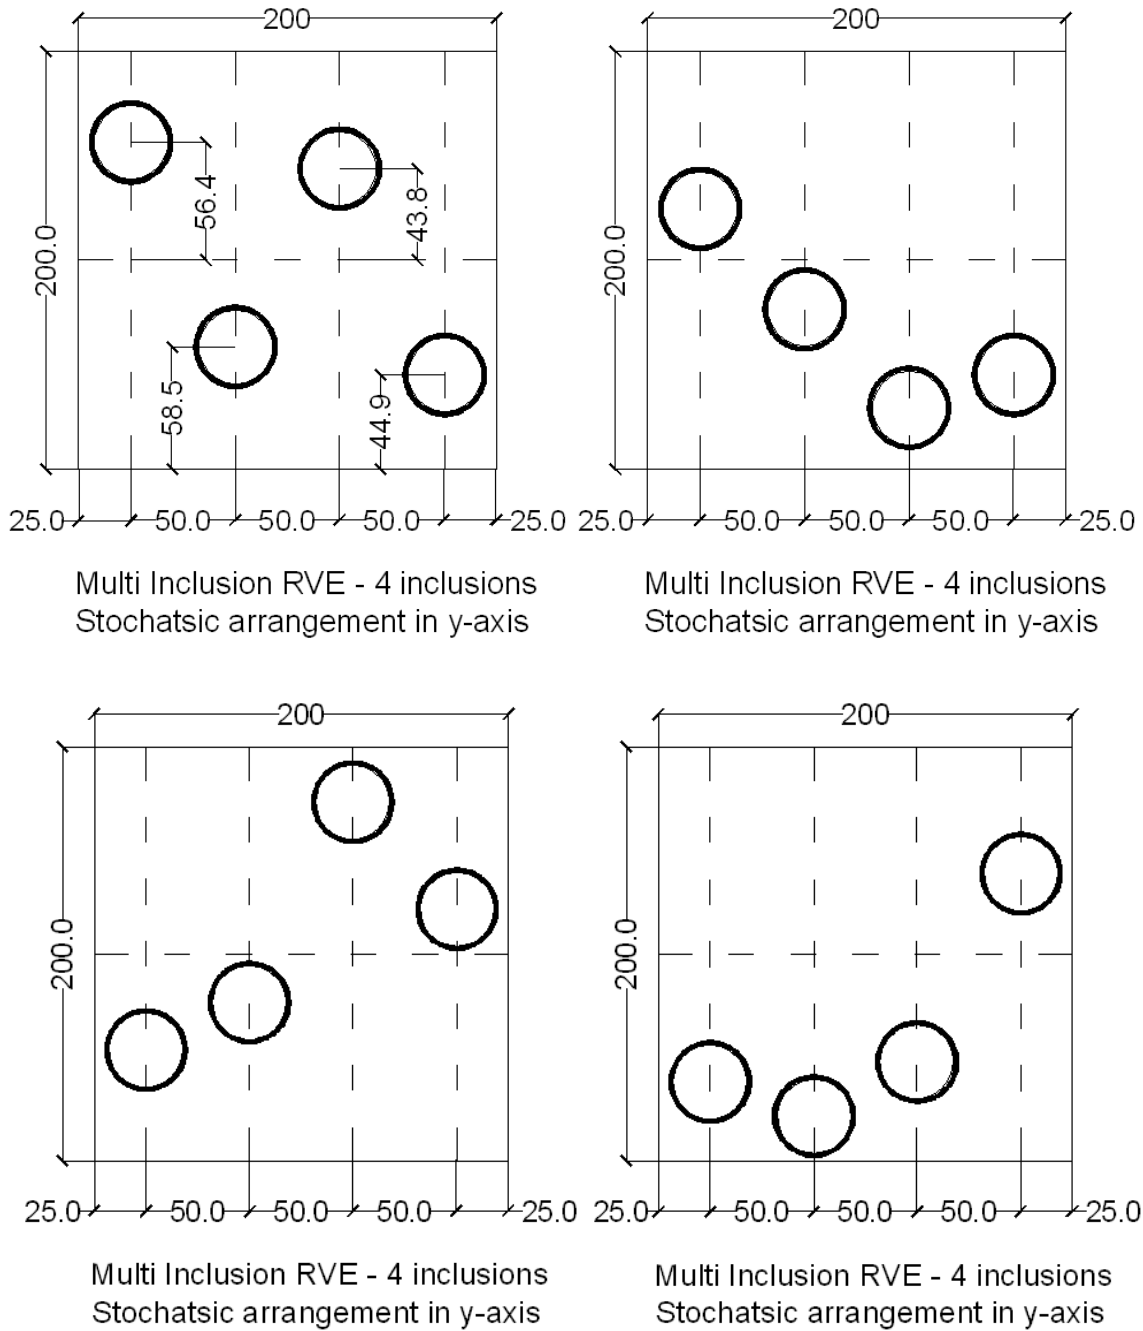 200
200
56.4
43.8
200.0
200.0
58.5
44.9
25.0 50.0 50.0 50.0 25.0
25.0 50.0 50.0 50.0 25.0
Multi Inclusion RVE - 4 inclusions
Stochatsic arrangement in y-axis
Multi Inclusion RVE - 4 inclusions
Stochatsic arrangement in y-axis
200
200
200.0
200.0
25.0 50.0 50.0 50.0 25.0
25.0 50.0 50.0 50.0 25.0
Multi Inclusion RVE - 4 inclusions
Stochatsic arrangement in y-axis
Multi Inclusion RVE - 4 inclusions
Stochatsic arrangement in y-axis